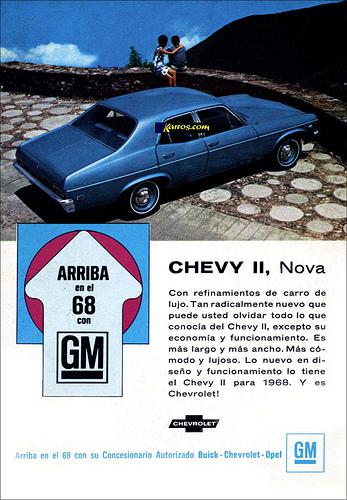 Karros.com
CHEVY II, Nova
ARRIBA
en el
68
con
GM
Con refinamientos de carro de
lujo. Tan radicalmente nuevo que
puede usted olvidar todo lo que
conocía del Chevy II, excepto su
economía y funcionamiento. Es
más largo y más ancho. Más có-
modo y lujoso. Lo nuevo en di-
seño y funcionamiento lo tiene
el Chevy II para 1968. Y es
Chevrolet!
CHEVROLET
Arriba en el 68 con su Concesionario Autorizado Buick-Chevrolet-Opel
GM